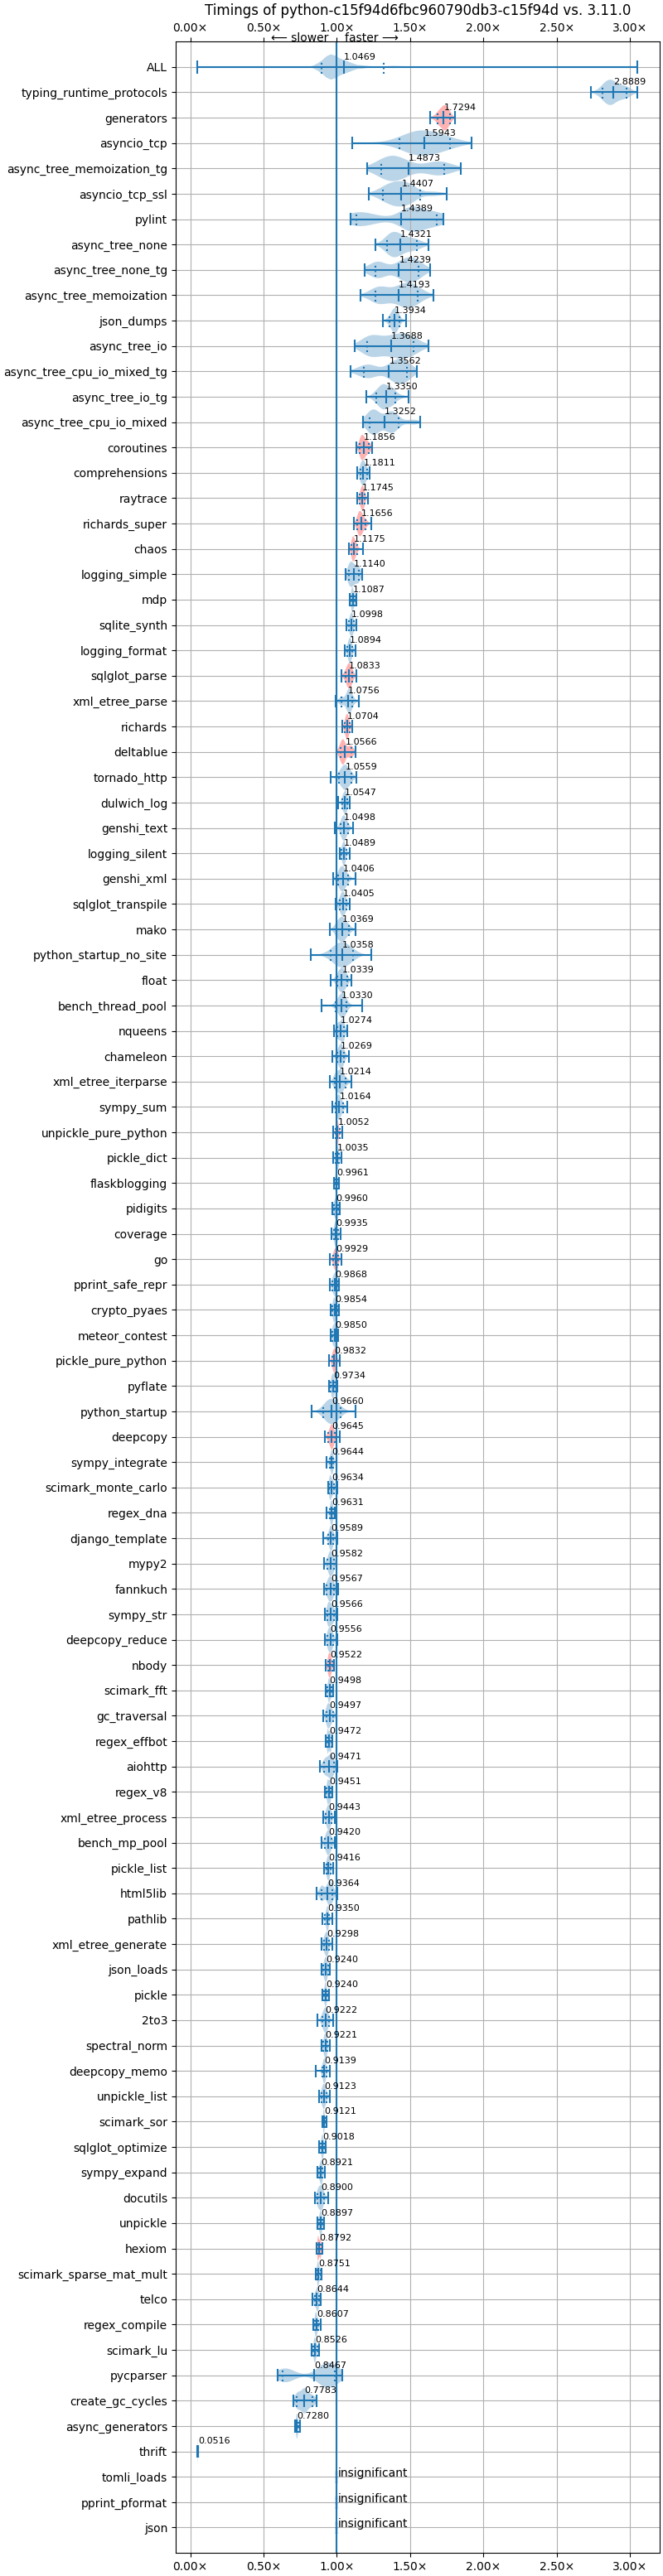 Timings of python-c15f94d6fbc960790db3-c15f94d vs. 3.11.0
0.00× 0.50× 1.00× 1.50× 2.00× 2.50× 3.00×
⟵ slower faster ⟶
ALL 1.0469
typing_runtime_protocols 2.8889
generators 1.7294
asyncio_tcp 1.5943
async_tree_memoization_tg 1.4873
asyncio_tcp_ssl 1.4407
pylint 1.4389
async_tree_none 1.4321
async_tree_none_tg 1.4239
async_tree_memoization 1.4193
json_dumps 1.3934
async_tree_io 1.3688
async_tree_cpu_io_mixed_tg 1.3562
async_tree_io_tg 1.3350
async_tree_cpu_io_mixed 1.3252
coroutines 1.1856
comprehensions 1.1811
raytrace 1.1745
richards_super 1.1656
chaos 1.1175
logging_simple 1.1140
mdp 1.1087
sqlite_synth 1.0998
logging_format 1.0894
sqlglot_parse 1.0833
xml_etree_parse 1.0756
richards 1.0704
deltablue 1.0566
tornado_http 1.0559
dulwich_log 1.0547
genshi_text 1.0498
logging_silent 1.0489
genshi_xml 1.0406
sqlglot_transpile 1.0405
mako 1.0369
python_startup_no_site 1.0358
float 1.0339
bench_thread_pool 1.0330
nqueens 1.0274
chameleon 1.0269
xml_etree_iterparse 1.0214
sympy_sum 1.0164
unpickle_pure_python 1.0052
pickle_dict 1.0035
flaskblogging 0.9961
pidigits 0.9960
coverage 0.9935
go 0.9929
pprint_safe_repr 0.9868
crypto_pyaes 0.9854
meteor_contest 0.9850
pickle_pure_python 0.9832
pyflate 0.9734
python_startup 0.9660
deepcopy 0.9645
sympy_integrate 0.9644
scimark_monte_carlo 0.9634
regex_dna 0.9631
django_template 0.9589
mypy2 0.9582
fannkuch 0.9567
sympy_str 0.9566
deepcopy_reduce 0.9556
nbody 0.9522
scimark_fft 0.9498
gc_traversal 0.9497
regex_effbot 0.9472
aiohttp 0.9471
regex_v8 0.9451
xml_etree_process 0.9443
bench_mp_pool 0.9420
pickle_list 0.9416
html5lib 0.9364
pathlib 0.9350
xml_etree_generate 0.9298
json_loads 0.9240
pickle 0.9240
2to3 0.9222
spectral_norm 0.9221
deepcopy_memo 0.9139
unpickle_list 0.9123
scimark_sor 0.9121
sqlglot_optimize 0.9018
sympy_expand 0.8921
docutils 0.8900
unpickle 0.8897
hexiom 0.8792
scimark_sparse_mat_mult 0.8751
telco 0.8644
regex_compile 0.8607
scimark_lu 0.8526
pycparser 0.8467
create_gc_cycles 0.7783
async_generators 0.7280
thrift 0.0516
tomli_loads insignificant
pprint_pformat insignificant
json insignificant
0.00× 0.50× 1.00× 1.50× 2.00× 2.50× 3.00×